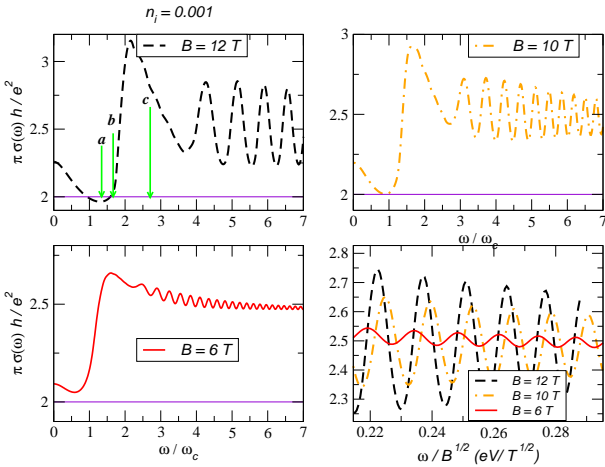 n_i = 0.001
B = 12 T
B = 10 T
π σ(ω) h / e²
3
2.5
2
a
b
c
3
2.5
2
0 1 2 3 4 5 6 7
0 1 2 3 4 5 6 7
ω / ω_c
π σ(ω) h / e²
3
2.5
2
B = 6 T
0 1 2 3 4 5 6 7
ω / ω_c
2.8
2.7
2.6
2.5
2.4
2.3
2.2
B = 12 T
B = 10 T
B = 6 T
0.22 0.24 0.26 0.28
ω / B^1/2 (eV/ T^1/2)